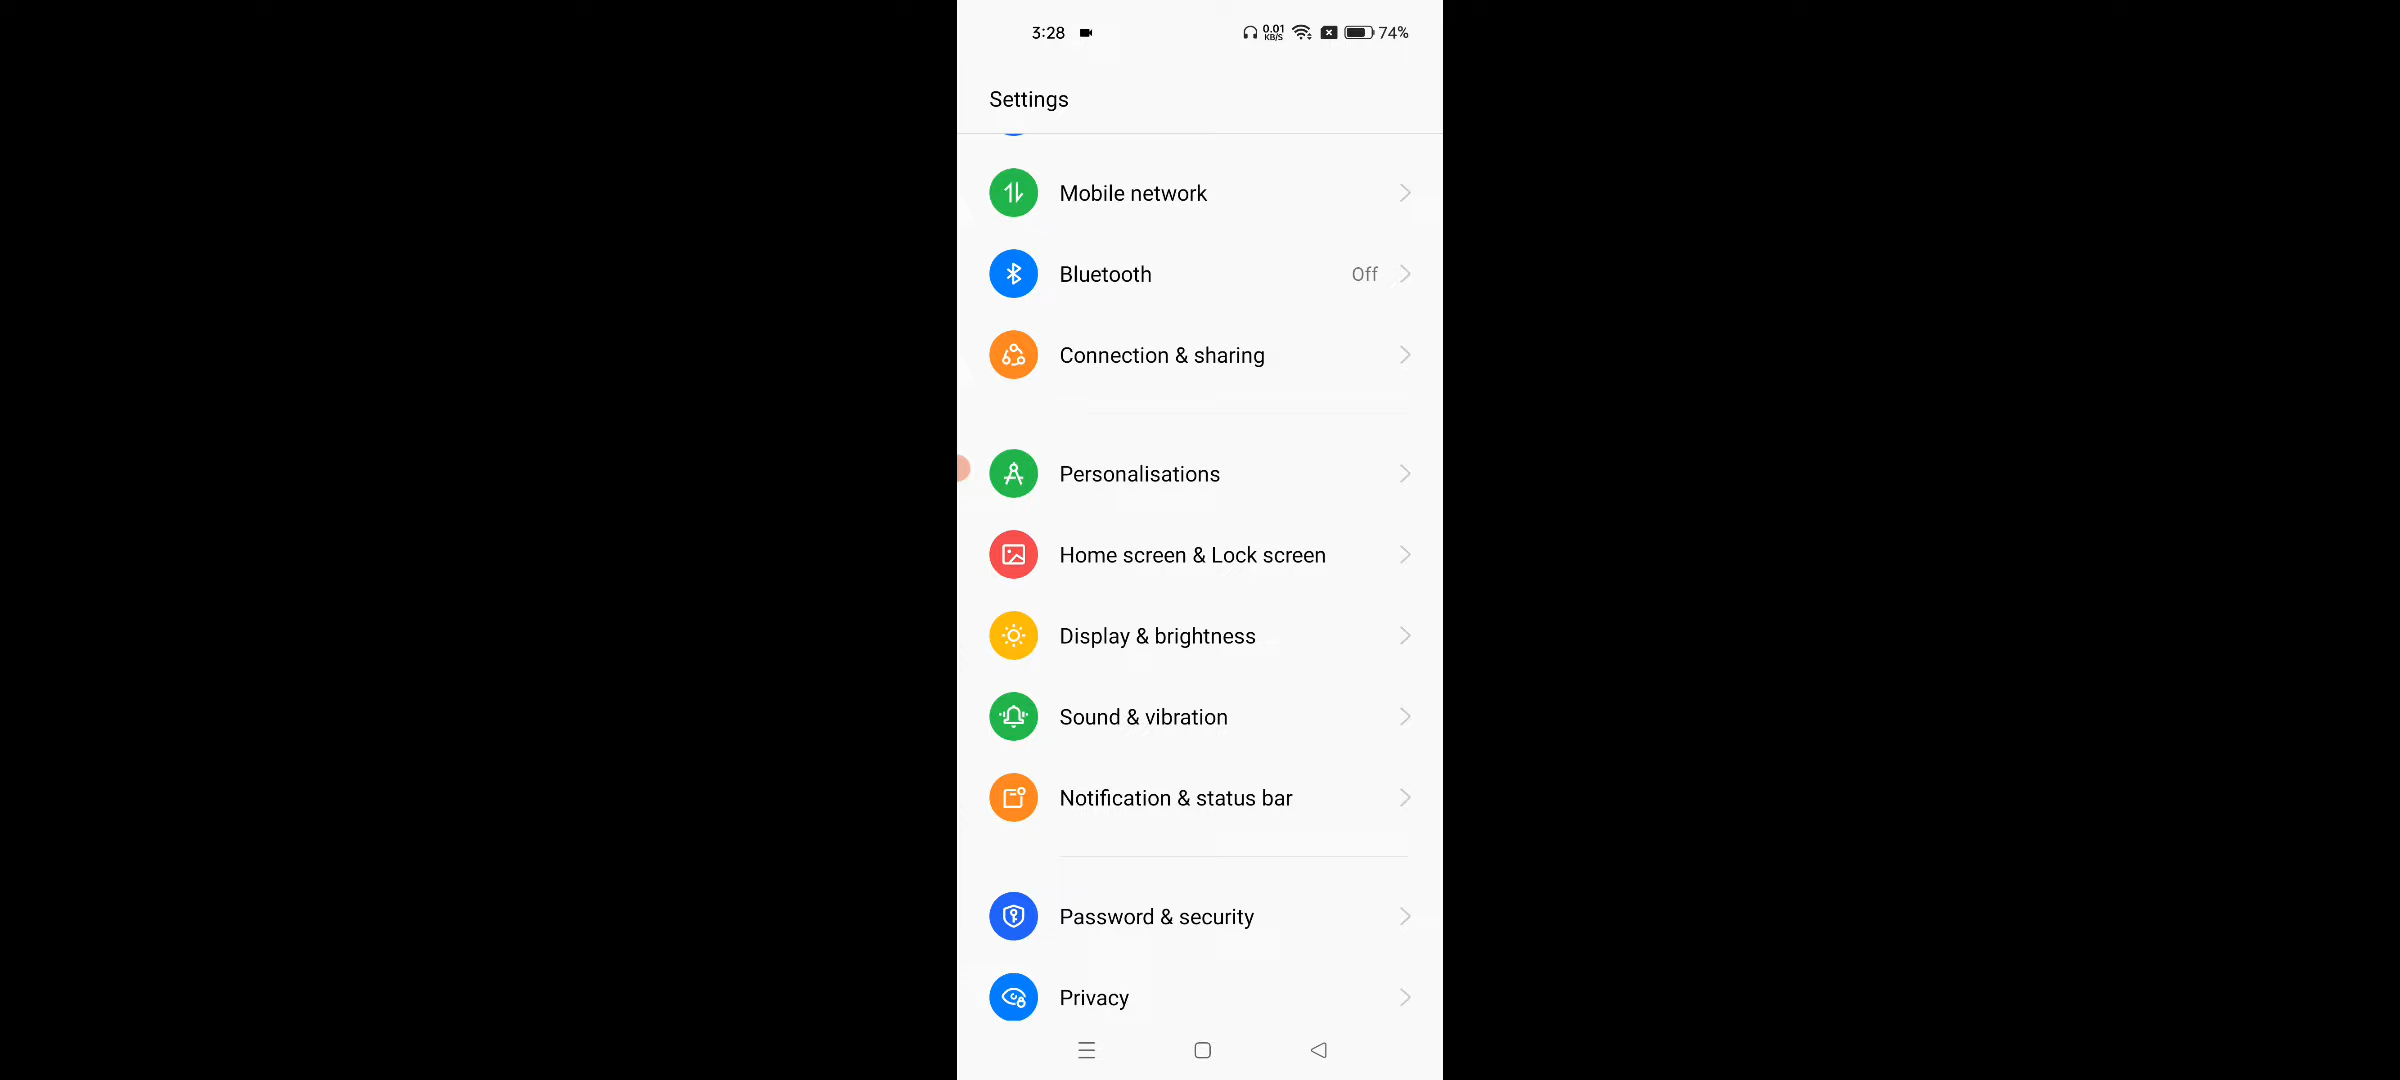 3:28
0.01
KB/S
74%
Settings
Mobile network
Bluetooth Off
Connection & sharing
Personalisations
Home screen & Lock screen
Display & brightness
Sound & vibration
Notification & status bar
Password & security
Privacy